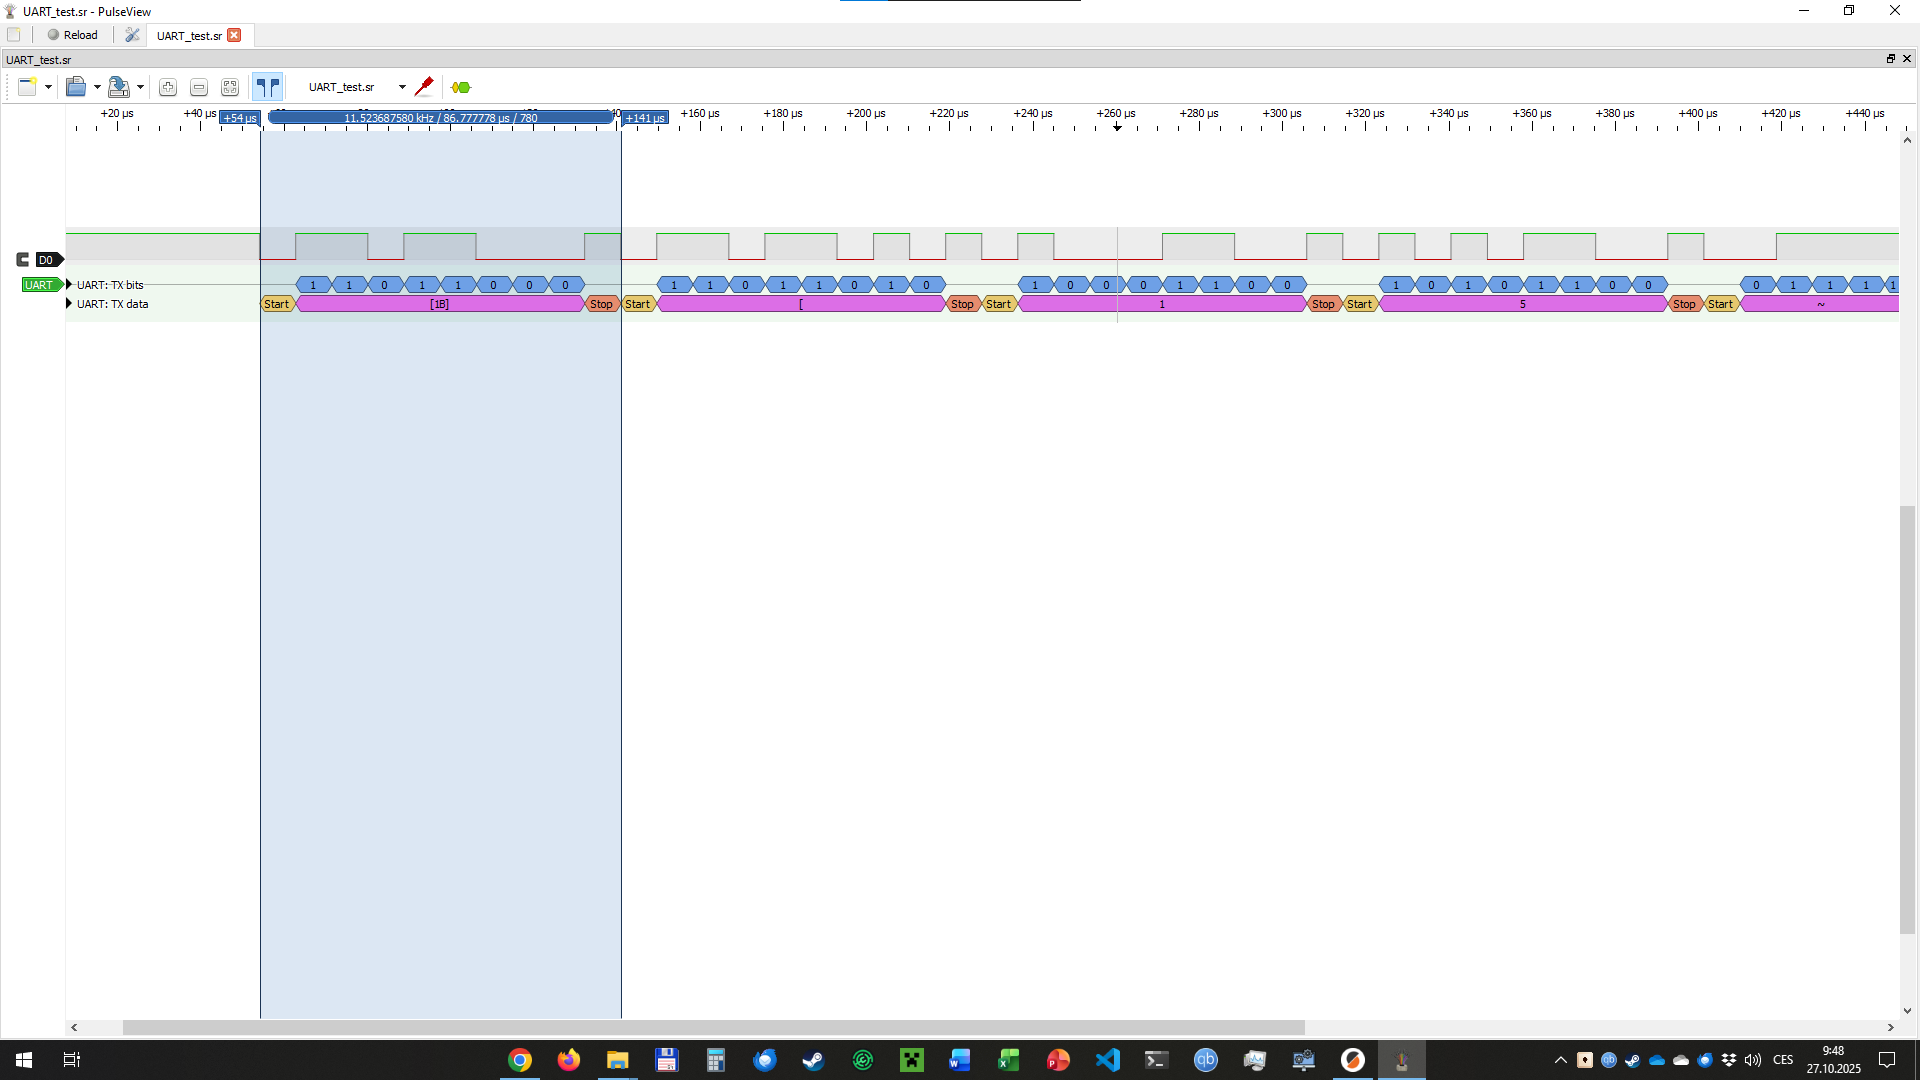 UART_test.sr - PulseView
Reload
UART_test.sr
UART_test.sr
UART_test.sr
+20 µs +40 µs +160 µs +180 µs +200 µs +220 µs +240 µs +260 µs +280 µs +300 µs +320 µs +340 µs +360 µs +380 µs +400 µs +420 µs +440 µs
+54 µs 11.523687580 kHz / 86.777778 µs / 780 +141 µs
D0
UART UART: TX bits 1 1 0 1 1 0 0 0 1 1 0 1 1 0 1 0 1 0 0 0 1 1 0 0 1 0 1 0 1 1 0 0 0 1 1 1 1
UART: TX data Start [1B] Stop Start [ Stop Start 1 Stop Start 5 Stop Start ~
CES
9:48
27.10.2025